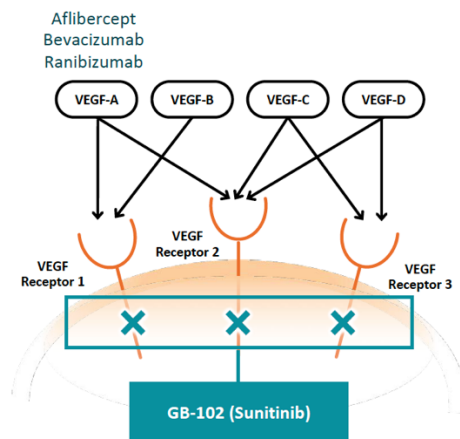 Aflibercept
Bevacizumab
Ranibizumab
VEGF-A
VEGF-B
VEGF-C
VEGF-D
VEGF
Receptor 1
VEGF
Receptor 2
VEGF
Receptor 3
GB-102 (Sunitinib)